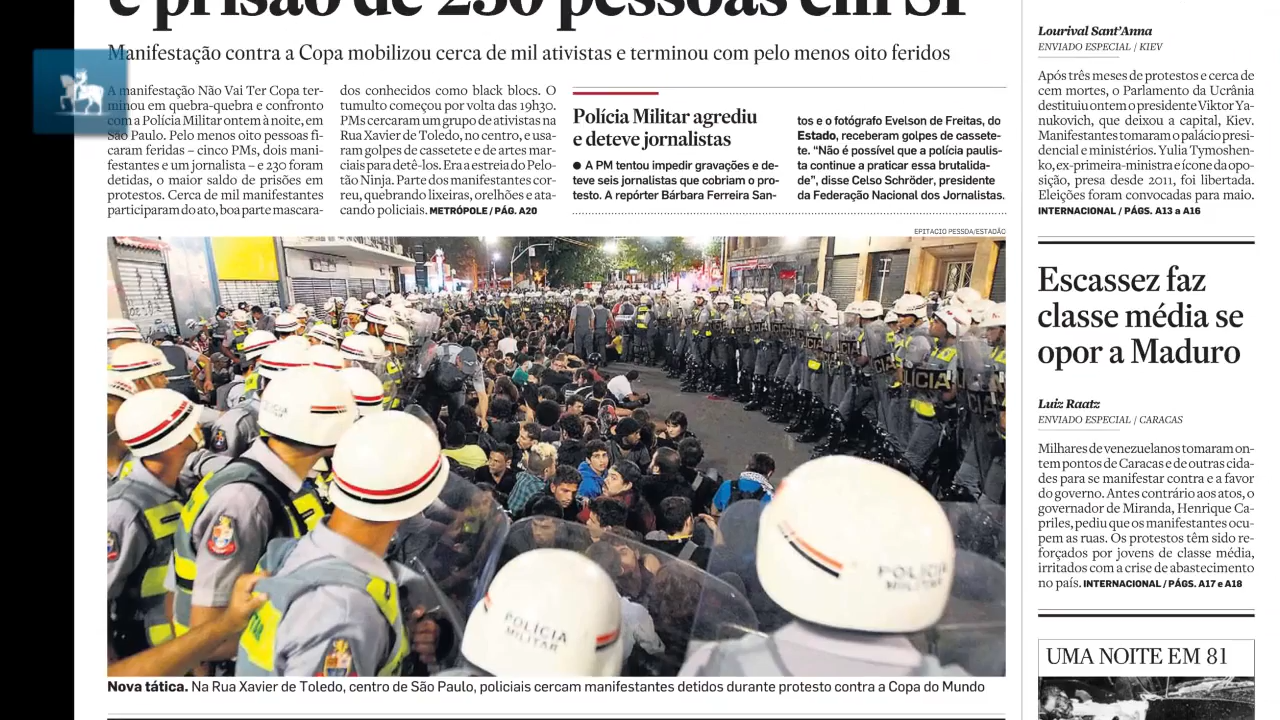 e prisão de 230 pessoas em SP
Manifestação contra a Copa mobilizou cerca de mil ativistas e terminou com pelo menos oito feridos
A manifestação Não Vai Ter Copa ter-
minou em quebra-quebra e confronto
com a Polícia Militar ontem à noite, em
São Paulo. Pelo menos oito pessoas fi-
caram feridas – cinco PMs, dois mani-
festantes e um jornalista – e 230 foram
detidas, o maior saldo de prisões em
protestos. Cerca de mil manifestantes
participaram do ato, boa parte mascara-
dos conhecidos como black blocs. O
tumulto começou por volta das 19h30.
PMs cercaram um grupo de ativistas na
Rua Xavier de Toledo, no centro, e usa-
ram golpes de cassetete e de artes mar-
ciais para detê-los. Era a estreia do Pelo-
tão Ninja. Parte dos manifestantes cor-
reu, quebrando lixeiras, orelhões e ata-
cando policiais. METRÓPOLE / PÁG. A20
Polícia Militar agrediu
e deteve jornalistas
● A PM tentou impedir gravações e de-
teve seis jornalistas que cobriam o pro-
testo. A repórter Bárbara Ferreira San-
tos e o fotógrafo Evelson de Freitas, do
Estado, receberam golpes de cassete-
te. “Não é possível que a polícia paulis-
ta continue a praticar essa brutalida-
de”, disse Celso Schröder, presidente
da Federação Nacional dos Jornalistas.
EPITACIO PESSOA/ESTADÃO
POLÍCIA
POLÍCIA
MILITAR
POLÍCIA
MILITAR
Nova tática. Na Rua Xavier de Toledo, centro de São Paulo, policiais cercam manifestantes detidos durante protesto contra a Copa do Mundo
Lourival Sant’Anna
ENVIADO ESPECIAL / KIEV
Após três meses de protestos e cerca de
cem mortes, o Parlamento da Ucrânia
destituiu ontem o presidente Viktor Ya-
nukovich, que deixou a capital, Kiev.
Manifestantes tomaram o palácio presi-
dencial e ministérios. Yulia Tymoshen-
ko, ex-primeira-ministra e ícone da opo-
sição, presa desde 2011, foi libertada.
Eleições foram convocadas para maio.
INTERNACIONAL / PÁGS. A13 a A16
Escassez faz
classe média se
opor a Maduro
Luiz Raatz
ENVIADO ESPECIAL / CARACAS
Milhares de venezuelanos tomaram on-
tem pontos de Caracas e de outras cida-
des para se manifestar contra e a favor
do governo. Antes contrário aos atos, o
governador de Miranda, Henrique Ca-
priles, pediu que os manifestantes ocu-
pem as ruas. Os protestos têm sido re-
forçados por jovens de classe média,
irritados com a crise de abastecimento
no país. INTERNACIONAL / PÁGS. A17 e A18
UMA NOITE EM 81